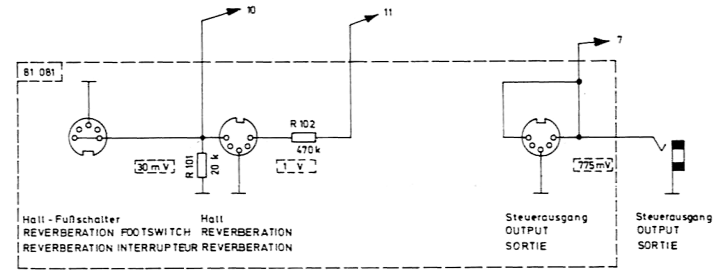 10
11
7
81 081
R 102
470 k
30 mV
R 101
20 k
1 V
775 mV
Hall - Fußschalter
REVERBERATION FOOTSWITCH
REVERBERATION INTERRUPTEUR
Hall
REVERBERATION
REVERBERATION
Steuerausgang
OUTPUT
SORTIE
Steuerausgang
OUTPUT
SORTIE